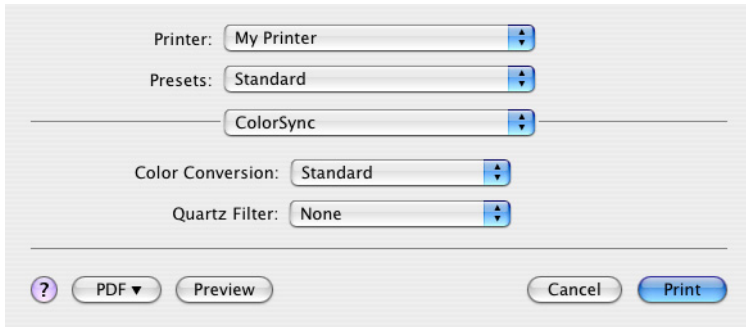 Printer: My Printer
Presets: Standard
ColorSync
Color Conversion: Standard
Quartz Filter: None
? PDF ▼ Preview Cancel Print